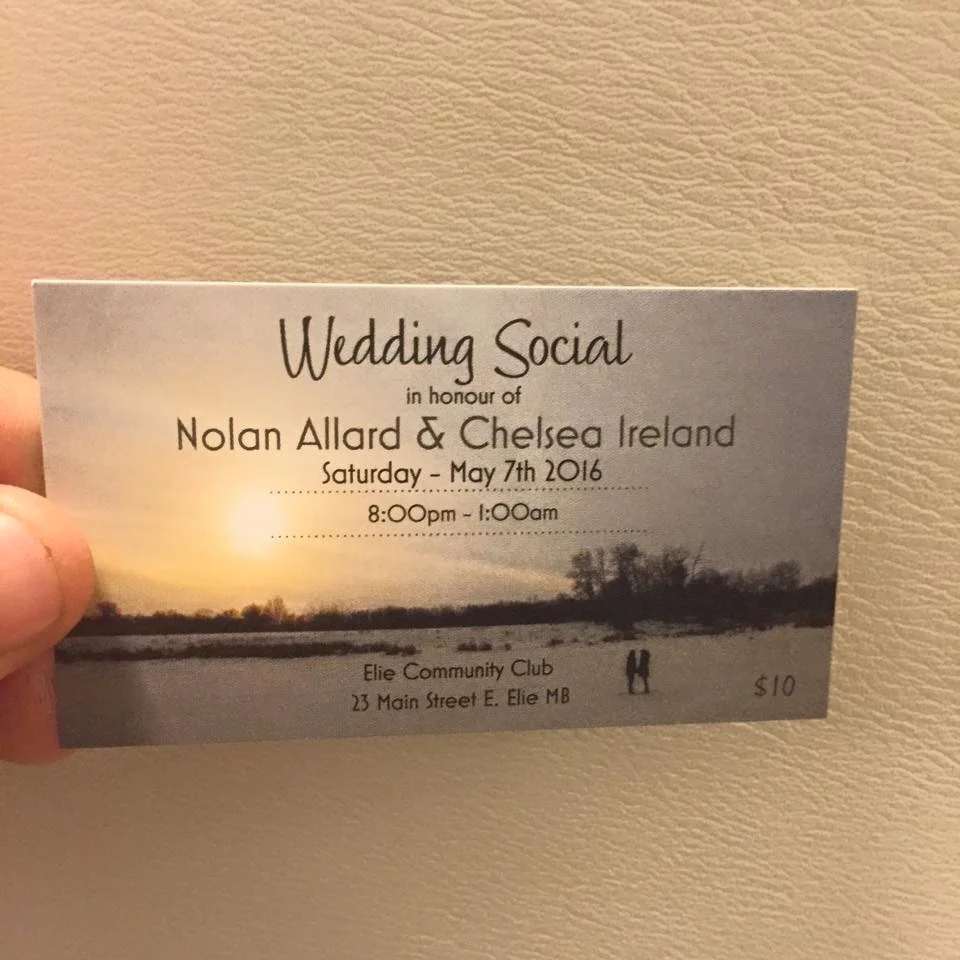 Wedding Social
in honour of
Nolan Allard & Chelsea Ireland
Saturday - May 7th 2016
8:00pm - 1:00am
Elie Community Club
23 Main Street E. Elie MB
$10